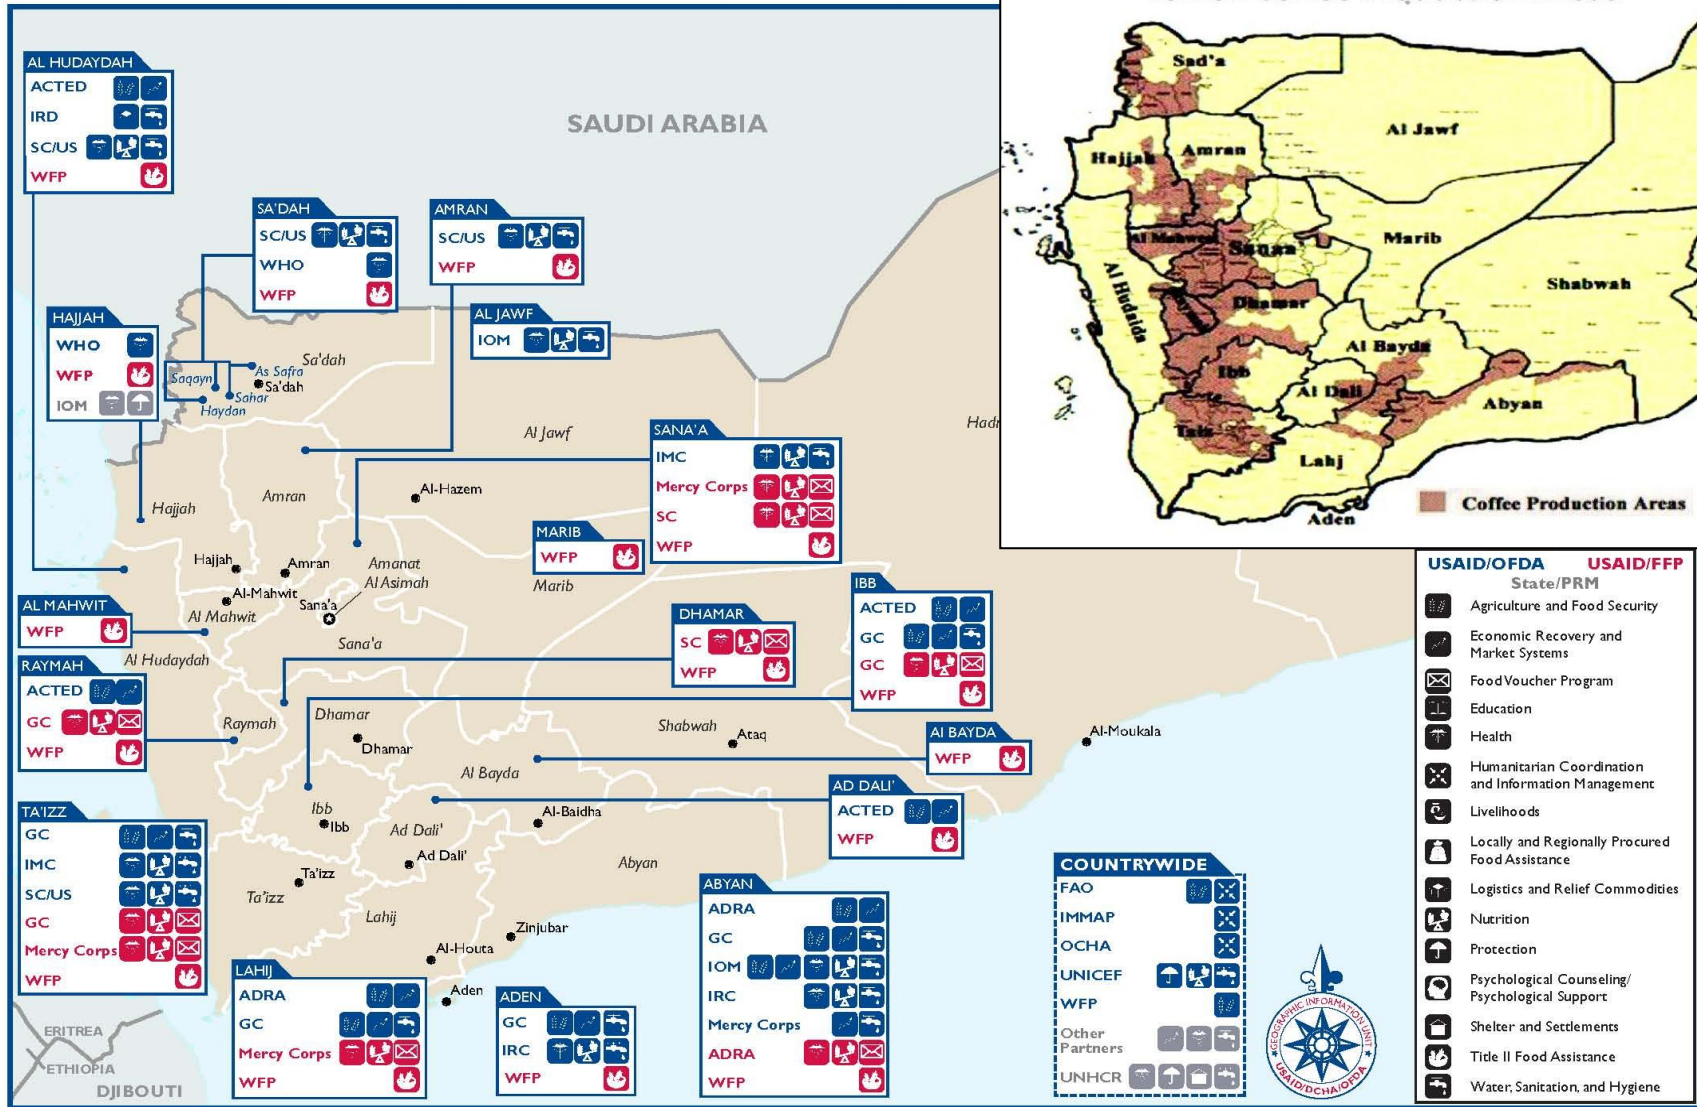 AL HUDAYDAH
ACTED
IRD
SC/US
WFP
SAUDI ARABIA
SA'DAH
SC/US
WHO
WFP
AMRAN
SC/US
WFP
AL JAWF
IOM
HAJJAH
WHO
WFP
IOM
Sa'dah
Saqayn
As Safra
Sa'dah
Sahar
Haydan
Al Jawf
Hadr
SANA'A
IMC
Mercy Corps
SC
WFP
Al-Hazem
Amran
Hajjah
MARIB
WFP
Marib
Hajjah
Amran
Amanat
Al Asimah
Al-Mahwit
Al Mahwit
Sana'a
Sana'a
AL MAHWIT
WFP
Al Hudaydah
DHAMAR
SC
WFP
IBB
ACTED
GC
GC
WFP
RAYMAH
ACTED
GC
WFP
Raymah
Dhamar
Dhamar
Shabwah
Ataq
Al-Moukala
AI BAYDA
WFP
Al Bayda
AD DALI'
ACTED
WFP
Al-Baidha
Ibb
Ibb
Ad Dali'
Ad Dali'
Abyan
TA'IZZ
GC
IMC
SC/US
GC
Mercy Corps
WFP
Ta'izz
Ta'izz
Lahij
Zinjubar
Al-Houta
Aden
LAHIJ
ADRA
GC
Mercy Corps
WFP
ADEN
GC
IRC
WFP
ABYAN
ADRA
GC
IOM
IRC
Mercy Corps
ADRA
WFP
COUNTRYWIDE
FAO
IMMAP
OCHA
UNICEF
WFP
Other
Partners
UNHCR
ERITREA
ETHIOPIA
DJIBOUTI
GEOGRAPHIC INFORMATION UNIT
USAID/DCHA/OFDA
Sad'a
Al Jawf
Hajjah
Amran
Al Mahweet
Sanaa'
Marib
Shabwah
Al Hudaida
Dhamar
Al Bayda
Ibb
Al Dali
Abyan
Taiz
Lahj
Aden
Coffee Production Areas
USAID/OFDA USAID/FFP
State/PRM
Agriculture and Food Security
Economic Recovery and
Market Systems
Food Voucher Program
Education
Health
Humanitarian Coordination
and Information Management
Livelihoods
Locally and Regionally Procured
Food Assistance
Logistics and Relief Commodities
Nutrition
Protection
Psychological Counseling/
Psychological Support
Shelter and Settlements
Title II Food Assistance
Water, Sanitation, and Hygiene